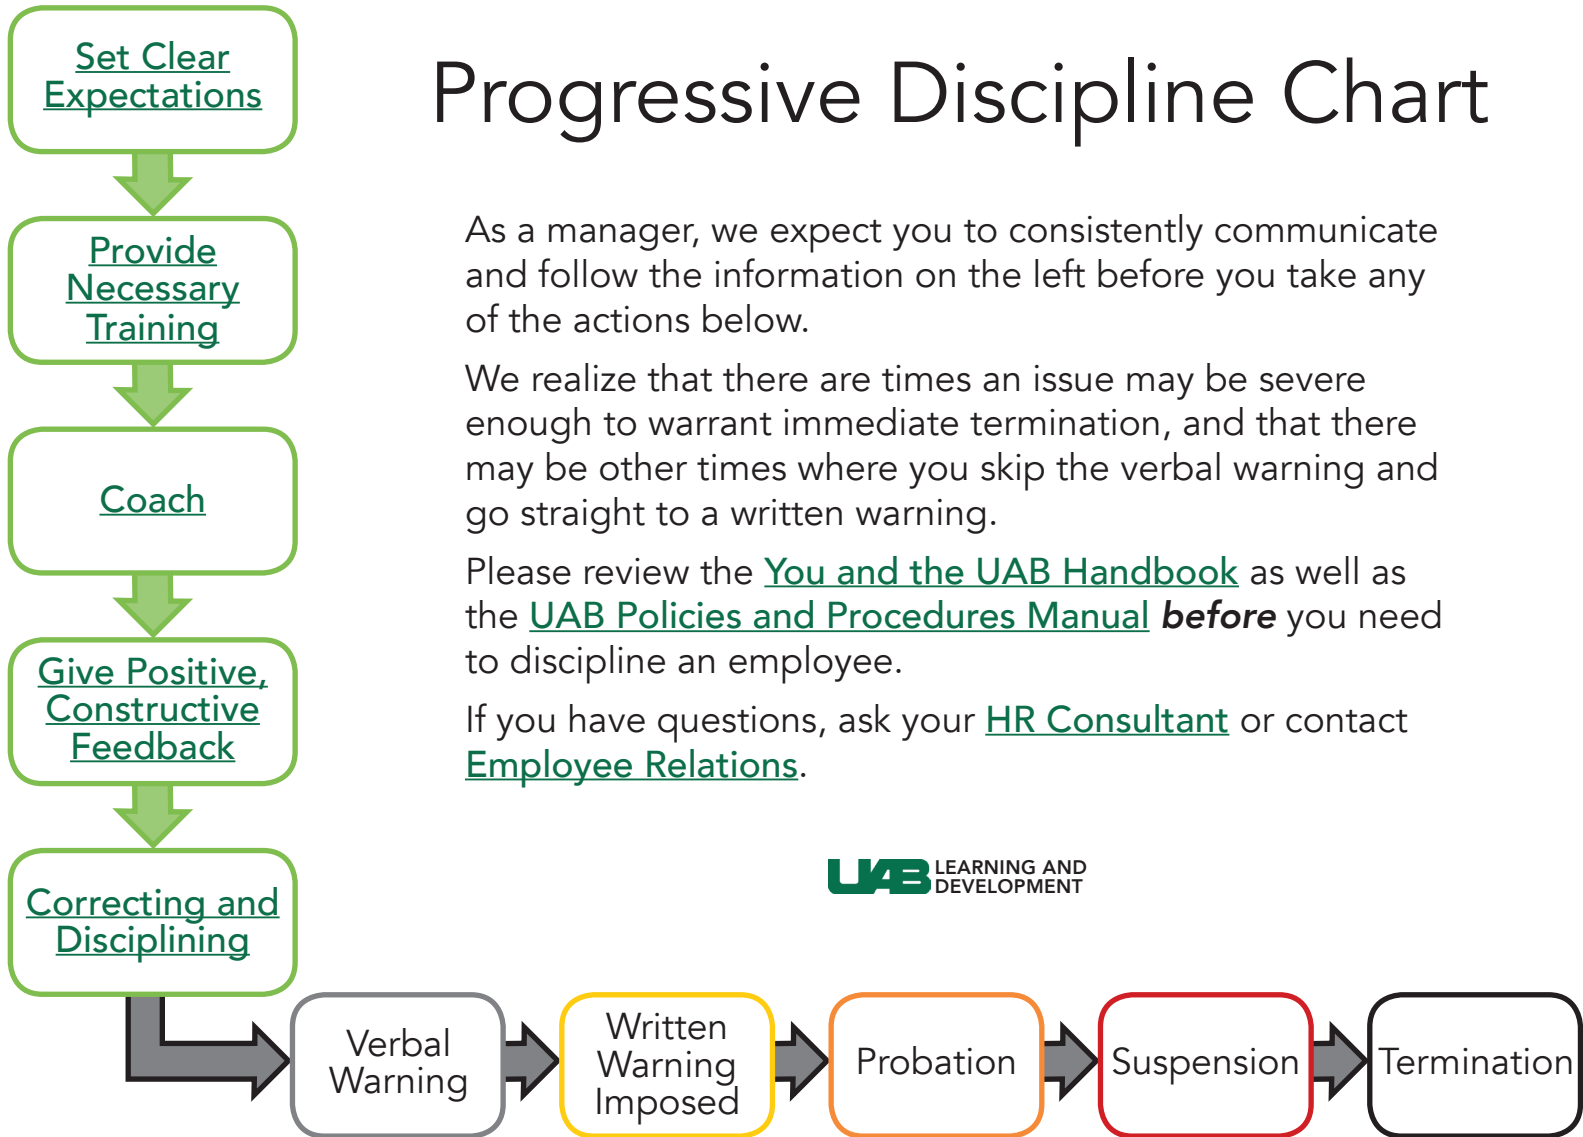 Set Clear
Expectations
Progressive Discipline Chart
Provide
Necessary
Training
Coach
Give Positive,
Constructive
Feedback
Correcting and
Disciplining
As a manager, we expect you to consistently communicate
and follow the information on the left before you take any
of the actions below.
We realize that there are times an issue may be severe
enough to warrant immediate termination, and that there
may be other times where you skip the verbal warning and
go straight to a written warning.
Please review the You and the UAB Handbook as well as
the UAB Policies and Procedures Manual before you need
to discipline an employee.
If you have questions, ask your HR Consultant or contact
Employee Relations.
UAB LEARNING AND
DEVELOPMENT
Verbal
Warning
Written
Warning
Imposed
Probation
Suspension
Termination